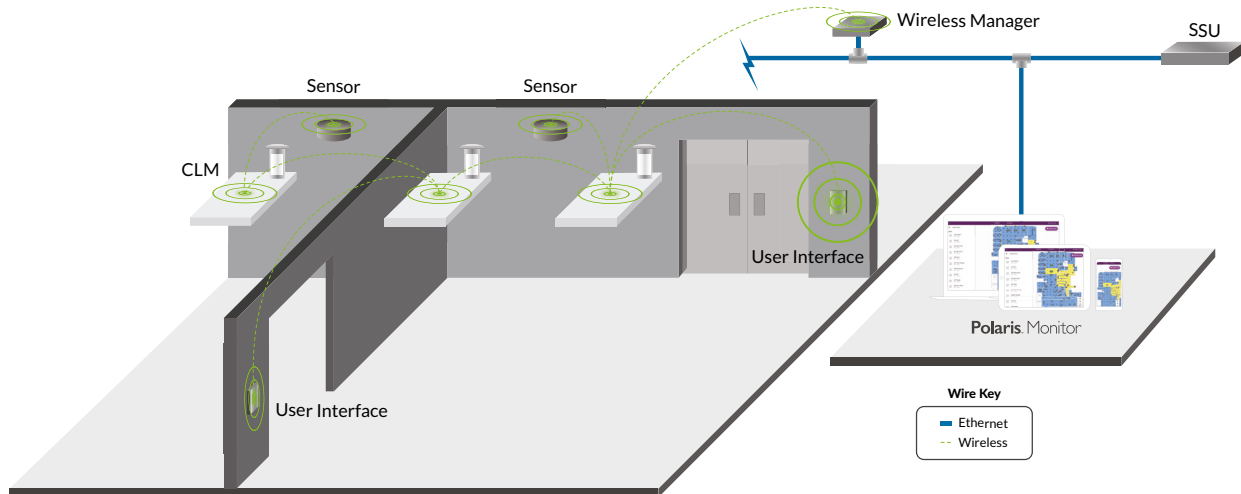 Wireless Manager
SSU
Sensor
Sensor
CLM
User Interface
Polaris. Monitor
User Interface
Wire Key
Ethernet
Wireless